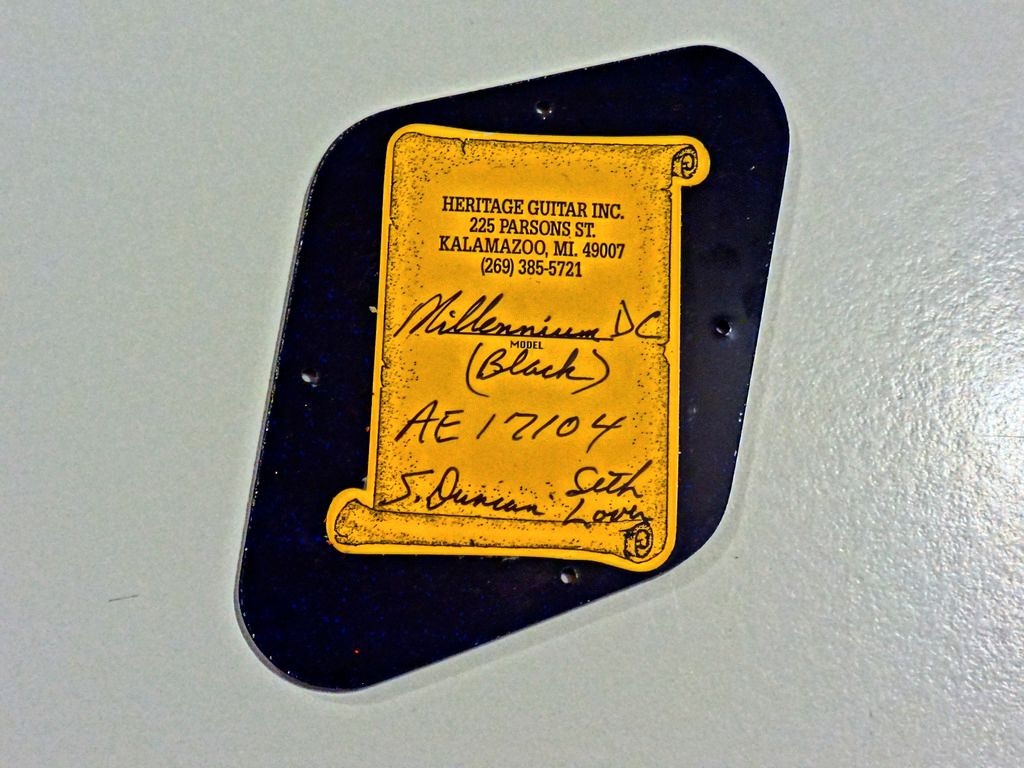 HERITAGE GUITAR INC.
225 PARSONS ST.
KALAMAZOO, MI. 49007
(269) 385-5721
Millennium DC
MODEL
(Black)
AE 17104
S. Duncan. Seth
Lover